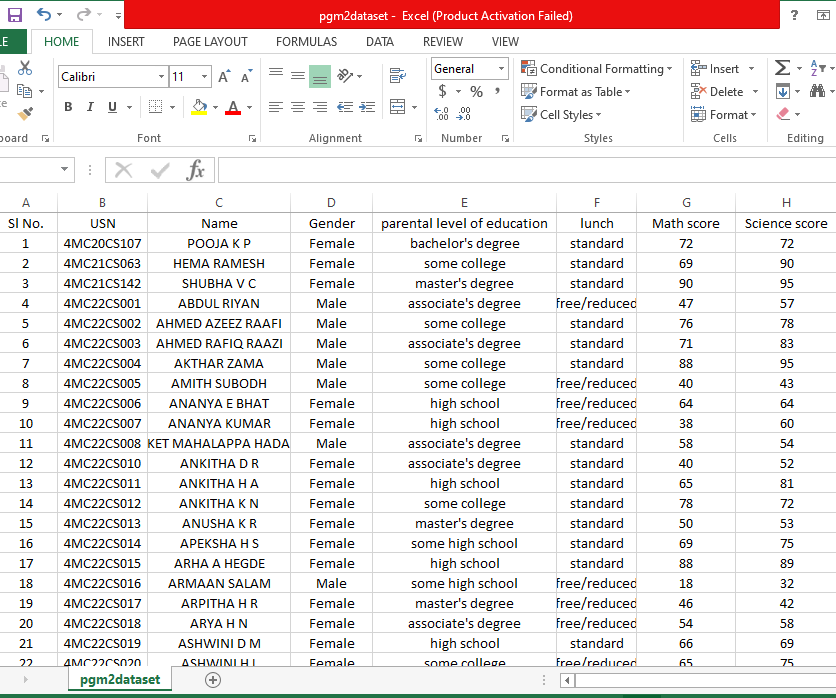 pgm2dataset - Excel (Product Activation Failed) ?
LE HOME INSERT PAGE LAYOUT FORMULAS DATA REVIEW VIEW
Calibri 11 A A General Conditional Formatting Insert Σ A Z
B I U A $ % , Format as Table Delete
.00 .00 Cell Styles Format
board Font Alignment Number Styles Cells Editing
fx
A B C D E F G H
Sl No. USN Name Gender parental level of education lunch Math score Science score
1 4MC20CS107 POOJA K P Female bachelor's degree standard 72 72
2 4MC21CS063 HEMA RAMESH Female some college standard 69 90
3 4MC21CS142 SHUBHA V C Female master's degree standard 90 95
4 4MC22CS001 ABDUL RIYAN Male associate's degree free/reduced 47 57
5 4MC22CS002 AHMED AZEEZ RAAFI Male some college standard 76 78
6 4MC22CS003 AHMED RAFIQ RAAZI Male associate's degree standard 71 83
7 4MC22CS004 AKTHAR ZAMA Male some college standard 88 95
8 4MC22CS005 AMITH SUBODH Male some college free/reduced 40 43
9 4MC22CS006 ANANYA E BHAT Female high school free/reduced 64 64
10 4MC22CS007 ANANYA KUMAR Female high school free/reduced 38 60
11 4MC22CS008 KET MAHALAPPA HADA Male associate's degree standard 58 54
12 4MC22CS010 ANKITHA D R Female associate's degree standard 40 52
13 4MC22CS011 ANKITHA H A Female high school standard 65 81
14 4MC22CS012 ANKITHA K N Female some college standard 78 72
15 4MC22CS013 ANUSHA K R Female master's degree standard 50 53
16 4MC22CS014 APEKSHA H S Female some high school standard 69 75
17 4MC22CS015 ARHA A HEGDE Female high school standard 88 89
18 4MC22CS016 ARMAAN SALAM Male some high school free/reduced 18 32
19 4MC22CS017 ARPITHA H R Female master's degree free/reduced 46 42
20 4MC22CS018 ARYA H N Female associate's degree free/reduced 54 58
21 4MC22CS019 ASHWINI D M Female high school standard 66 69
22 4MC22CS020 ASHWINI H L Female some college free/reduced 65 75
pgm2dataset